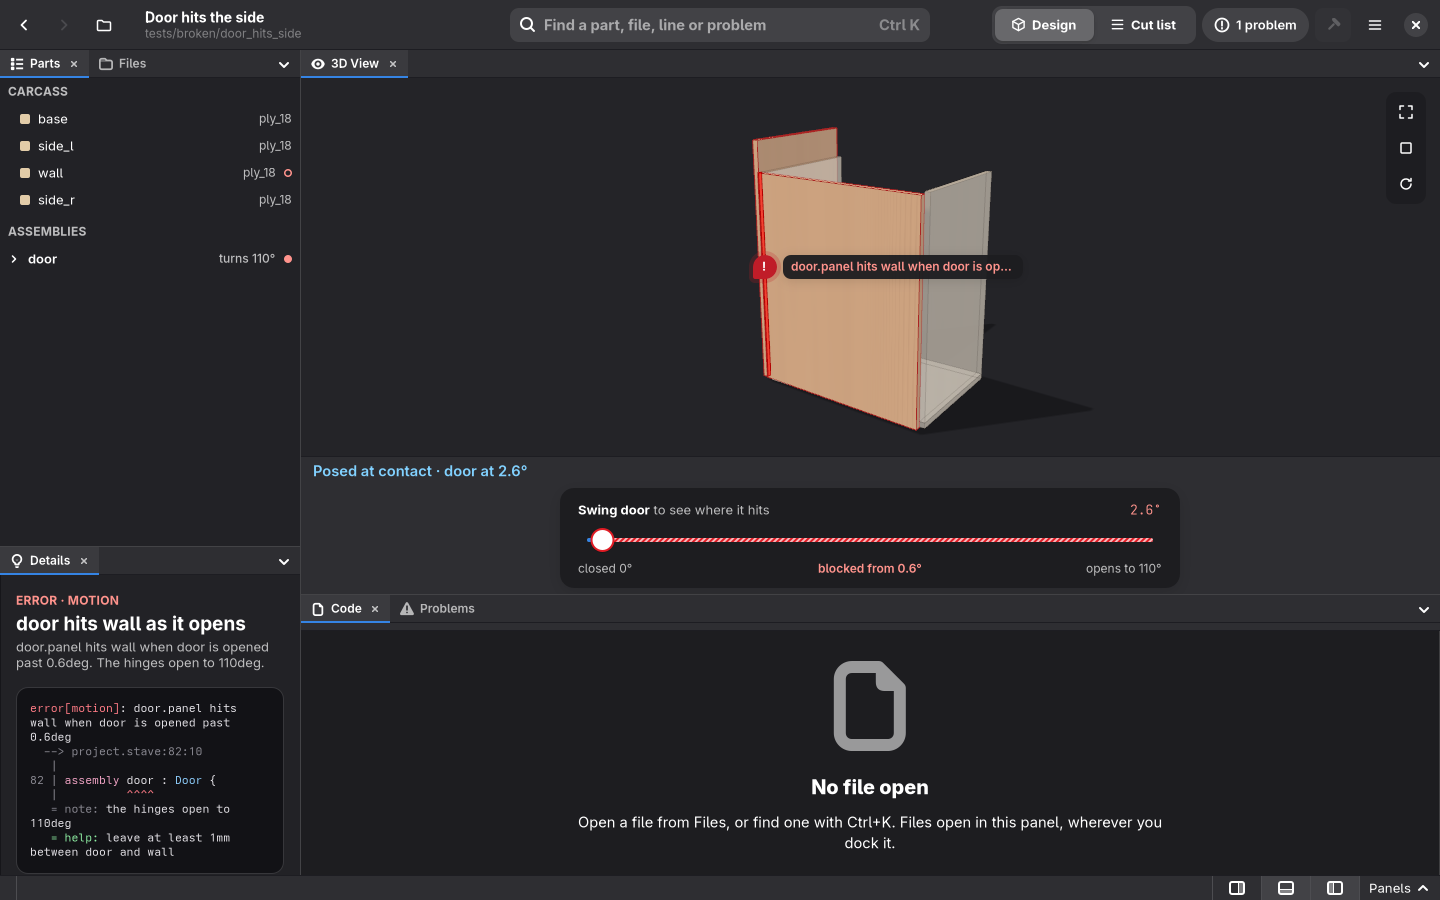 Door hits the side
tests/broken/door_hits_side
Find a part, file, line or problem
Ctrl K
Design
Cut list
1 problem
Parts
Files
3D View
CARCASS
base
ply_18
side_l
ply_18
wall
ply_18
side_r
ply_18
ASSEMBLIES
door
turns 110°
!
door.panel hits wall when door is op...
Posed at contact · door at 2.6°
Swing door to see where it hits
2.6°
closed 0°
blocked from 0.6°
opens to 110°
Details
ERROR · MOTION
door hits wall as it opens
door.panel hits wall when door is opened
past 0.6deg. The hinges open to 110deg.
error[motion]: door.panel hits
wall when door is opened past
0.6deg
--> project.stave:82:10
|
82 | assembly door : Door {
| ^^^^
= note: the hinges open to
110deg
= help: leave at least 1mm
between door and wall
Code
Problems
No file open
Open a file from Files, or find one with Ctrl+K. Files open in this panel, wherever you
dock it.
Panels